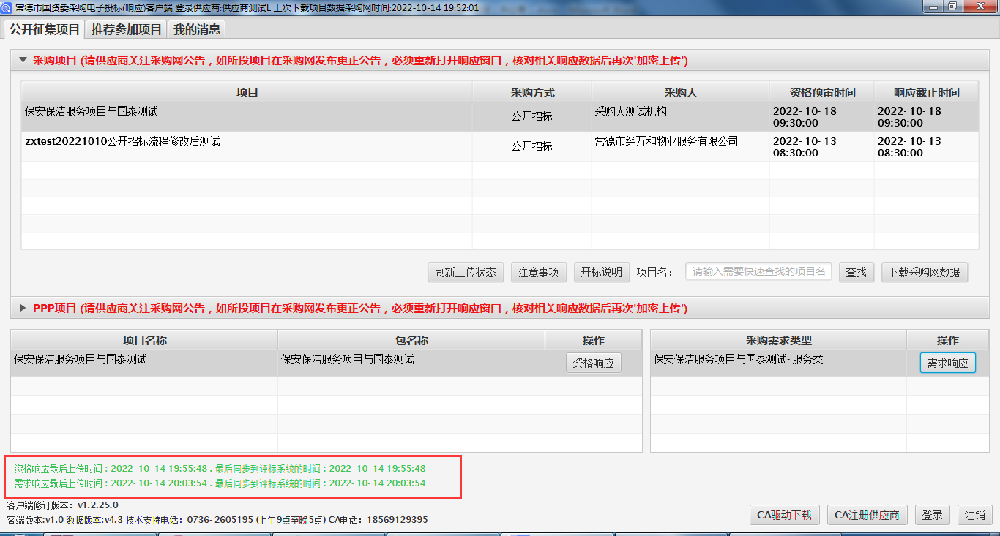 常德市国资委采购电子投标(响应)客户端 登录供应商:供应商测试L 上次下载项目数据采购网时间:2022-10-14 19:52:01
公开征集项目 推荐参加项目 我的消息
采购项目 (请供应商关注采购网公告，如所投项目在采购网发布更正公告，必须重新打开响应窗口，核对相关响应数据后再次'加密上传')
项目 采购方式 采购人 资格预审时间 响应截止时间
保安保洁服务项目与国泰测试 公开招标 采购人测试机构 2022-10-18 09:30:00 2022-10-18 09:30:00
zxtest20221010公开招标流程修改后测试 公开招标 常德市经万和物业服务有限公司 2022-10-13 08:30:00 2022-10-13 08:30:00
刷新上传状态 注意事项 开标说明 项目名： 请输入需要快速查找的项目名 查找 下载采购网数据
PPP项目 (请供应商关注采购网公告，如所投项目在采购网发布更正公告，必须重新打开响应窗口，核对相关响应数据后再次'加密上传')
项目名称 包名称 操作 采购需求类型 操作
保安保洁服务项目与国泰测试 保安保洁服务项目与国泰测试 资格响应 保安保洁服务项目与国泰测试-服务类 需求响应
资格响应最后上传时间：2022-10-14 19:55:48 . 最后同步到评标系统的时间：2022-10-14 19:55:48
需求响应最后上传时间：2022-10-14 20:03:54 . 最后同步到评标系统的时间：2022-10-14 20:03:54
客户端修订版本：v1.2.25.0
客端版本:v1.0 数据版本:v4.3 技术支持电话：0736-2605195 (上午9点至晚5点) CA电话：18569129395
CA驱动下载 CA注册供应商 登录 注销